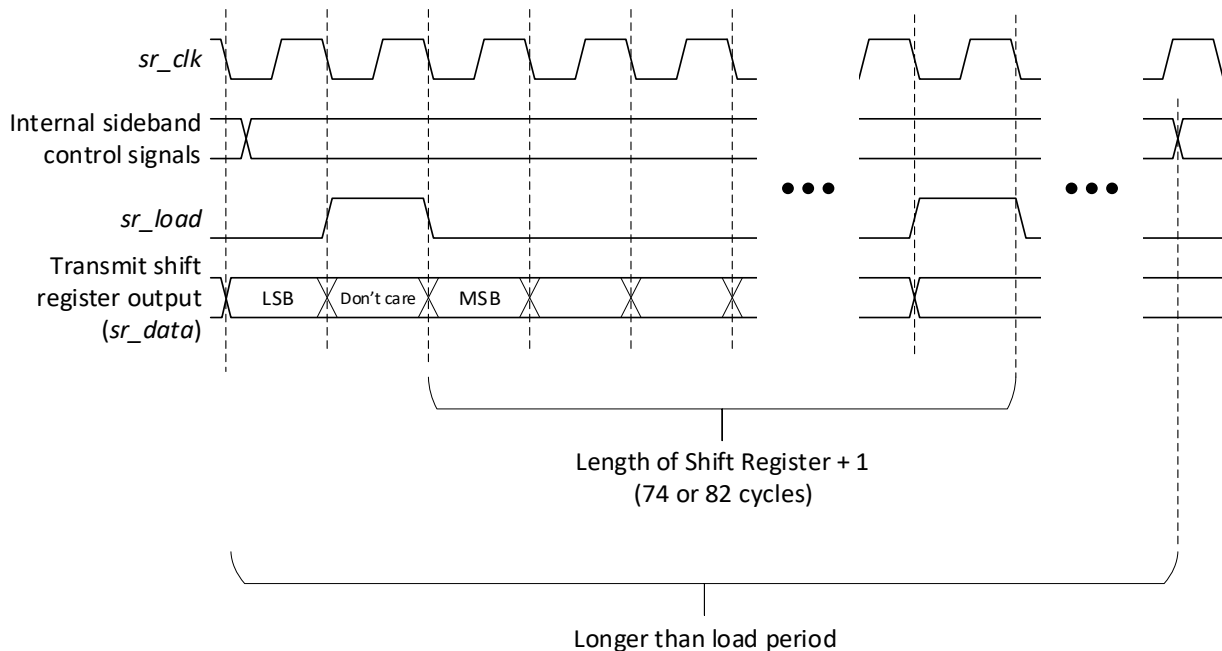 sr_clk
Internal sideband
control signals
sr_load
Transmit shift
register output
(sr_data)
LSB
Don't care
MSB
Length of Shift Register + 1
(74 or 82 cycles)
Longer than load period